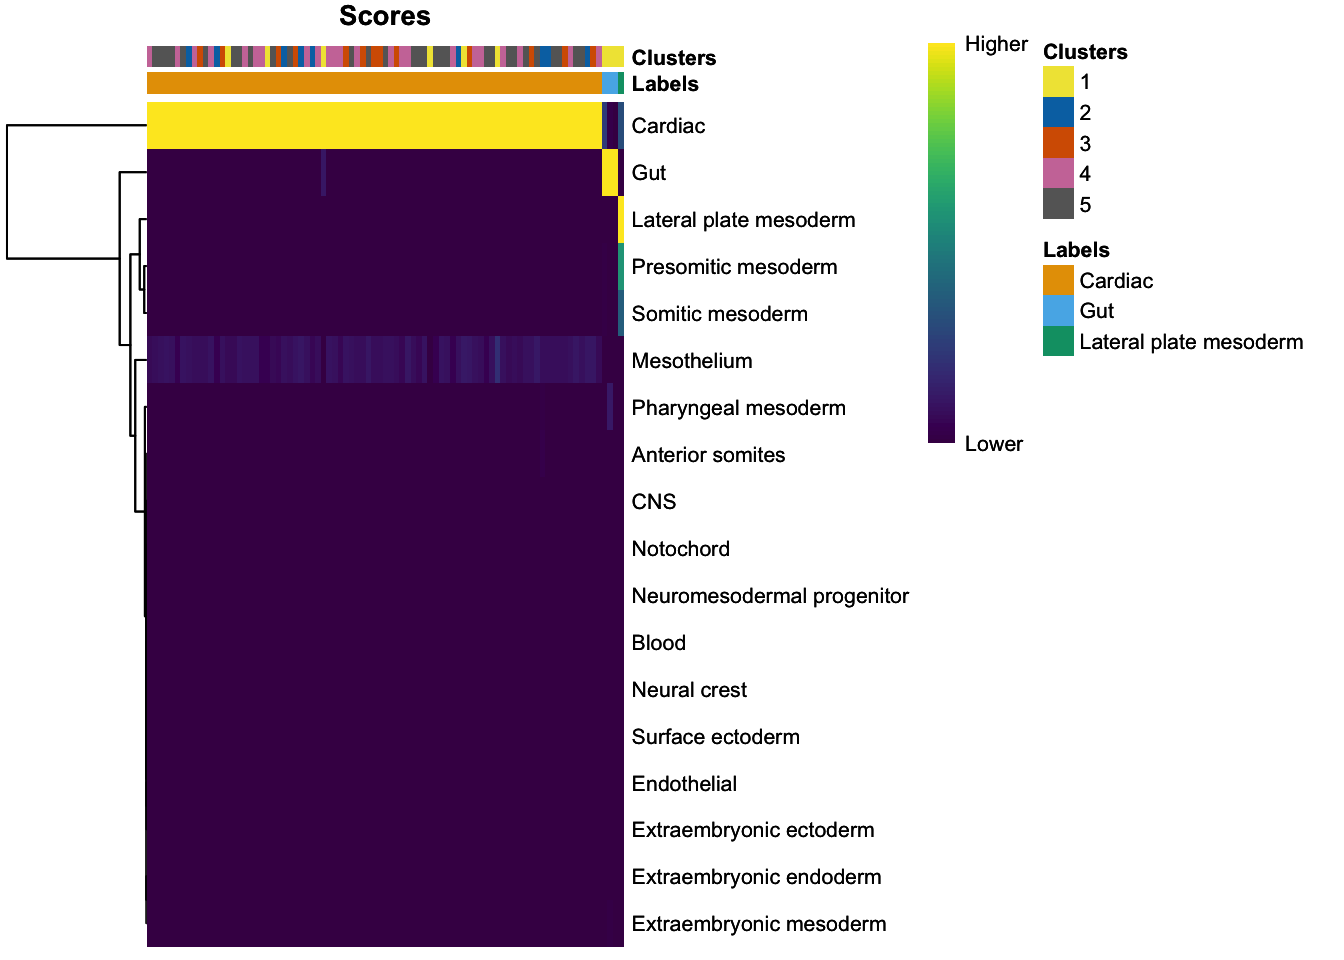 Scores
Clusters
Labels
Cardiac
Gut
Lateral plate mesoderm
Presomitic mesoderm
Somitic mesoderm
Mesothelium
Pharyngeal mesoderm
Anterior somites
CNS
Notochord
Neuromesodermal progenitor
Blood
Neural crest
Surface ectoderm
Endothelial
Extraembryonic ectoderm
Extraembryonic endoderm
Extraembryonic mesoderm
Higher
Lower
Clusters
1
2
3
4
5
Labels
Cardiac
Gut
Lateral plate mesoderm